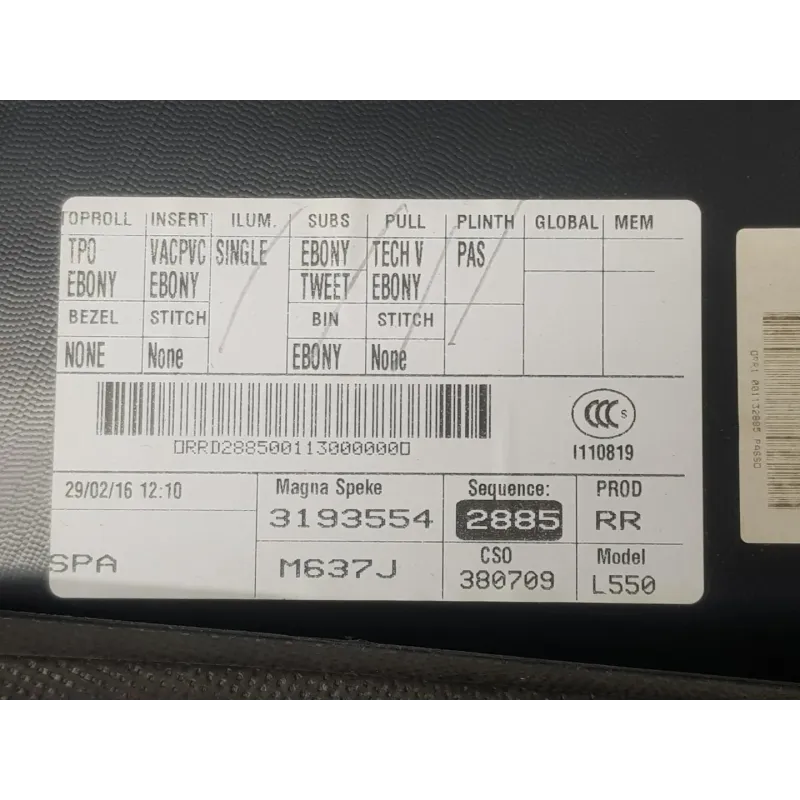 TOPROLL INSERT ILUM. SUBS PULL PLINTH GLOBAL MEM
TPO VACPVC SINGLE EBONY TECH V PAS
EBONY EBONY TWEET EBONY
BEZEL STITCH BIN STITCH
NONE None EBONY None
CCC S
RRD2885001130000000
I110819
29/02/16 12:10 Magna Speke Sequence: PROD
3193554 2885 RR
SPA M637J CSO Model
380709 L550